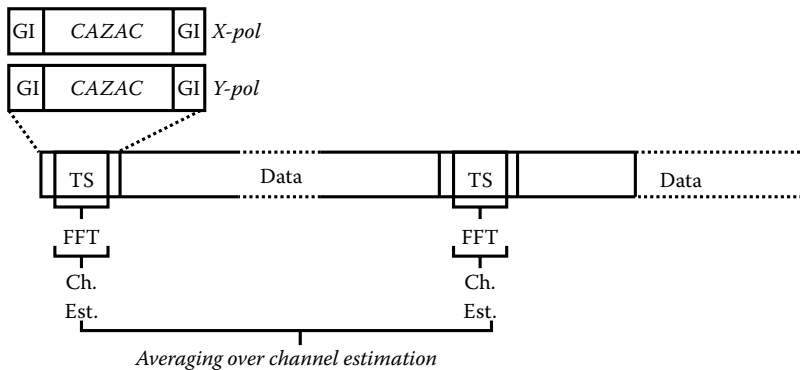 GI CAZAC GI X-pol
GI CAZAC GI Y-pol
TS Data TS Data
FFT FFT
Ch. Ch.
Est. Est.
Averaging over channel estimation